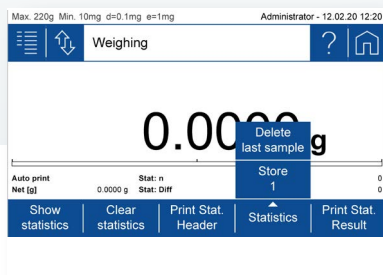 Max. 220g Min. 10mg d=0.1mg e=1mg Administrator - 12.02.20 12:20
Weighing ?
0.00 g
Delete
last sample
Store
1
Auto print Stat: n 0
Net [g] 0.0000 g Stat: Diff 0
Show
statistics
Clear
statistics
Print Stat.
Header
Statistics
Print Stat.
Result